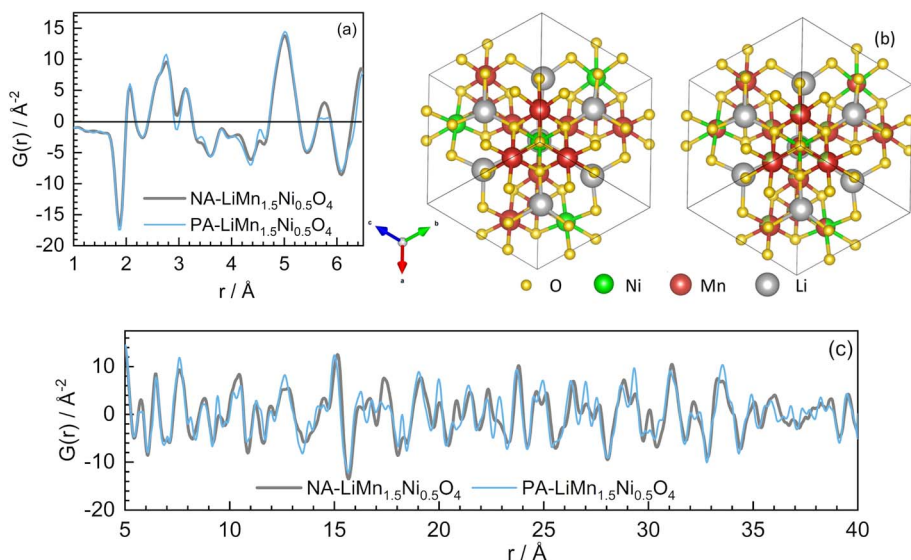 (a)
15
10
5
0
-5
-10
-15
-20
G(r) / Å⁻²
NA-LiMn₁.₅Ni₀.₅O₄
PA-LiMn₁.₅Ni₀.₅O₄
1 2 3 4 5 6
r / Å
(b)
c b
a
O Ni Mn Li
(c)
10
0
-10
-20
G(r) / Å⁻²
NA-LiMn₁.₅Ni₀.₅O₄ PA-LiMn₁.₅Ni₀.₅O₄
5 10 15 20 25 30 35 40
r / Å